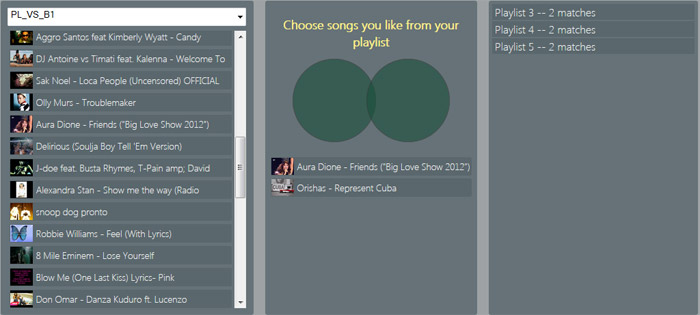 PL_VS_B1
Aggro Santos feat Kimberly Wyatt - Candy
DJ Antoine vs Timati feat. Kalenna - Welcome To
Sak Noel - Loca People (Uncensored) OFFICIAL
Olly Murs - Troublemaker
Aura Dione - Friends ("Big Love Show 2012")
Delirious (Soulja Boy Tell 'Em Version)
J-doe feat. Busta Rhymes, T-Pain amp; David
Alexandra Stan - Show me the way (Radio
snoop dog pronto
Robbie Williams - Feel (With Lyrics)
8 Mile Eminem - Lose Yourself
Blow Me (One Last Kiss) Lyrics- Pink
Don Omar - Danza Kuduro ft. Lucenzo
Choose songs you like from your
playlist
Aura Dione - Friends ("Big Love Show 2012")
Orishas - Represent Cuba
Playlist 3 -- 2 matches
Playlist 4 -- 2 matches
Playlist 5 -- 2 matches